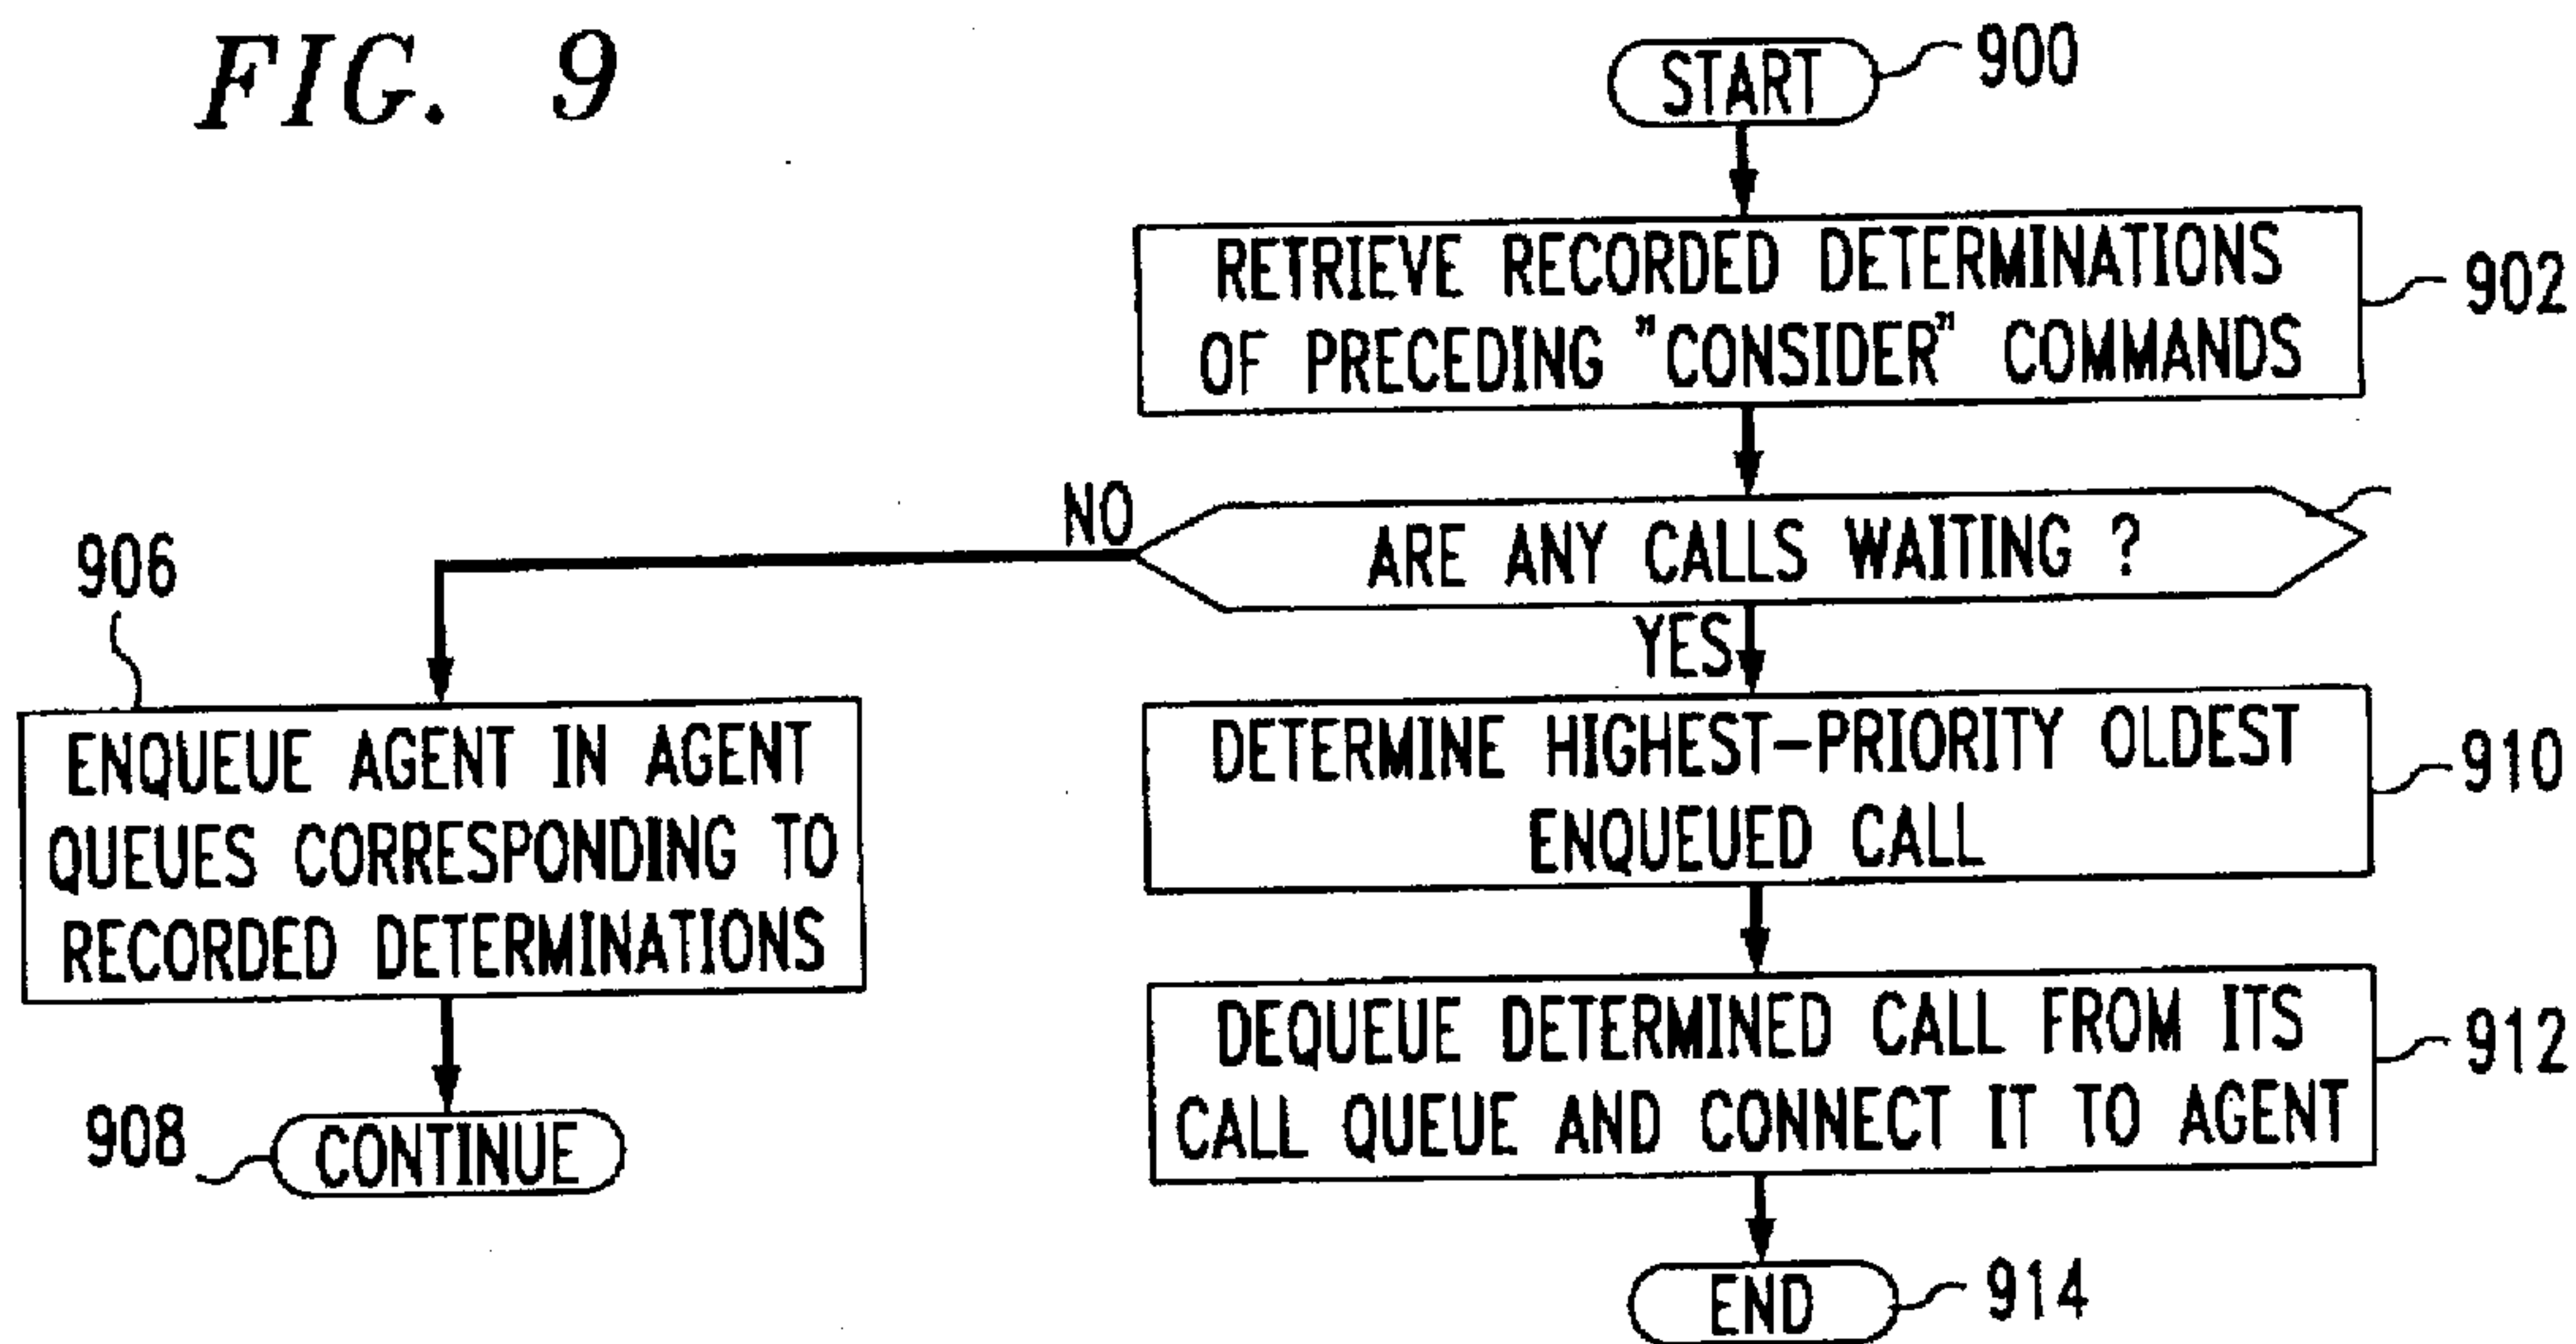 FIG. 9
START
900
RETRIEVE RECORDED DETERMINATIONS
OF PRECEDING "CONSIDER" COMMANDS
902
ARE ANY CALLS WAITING ?
NO
YES
906
ENQUEUE AGENT IN AGENT
QUEUES CORRESPONDING TO
RECORDED DETERMINATIONS
908
CONTINUE
DETERMINE HIGHEST-PRIORITY OLDEST
ENQUEUED CALL
910
DEQUEUE DETERMINED CALL FROM ITS
CALL QUEUE AND CONNECT IT TO AGENT
912
END
914